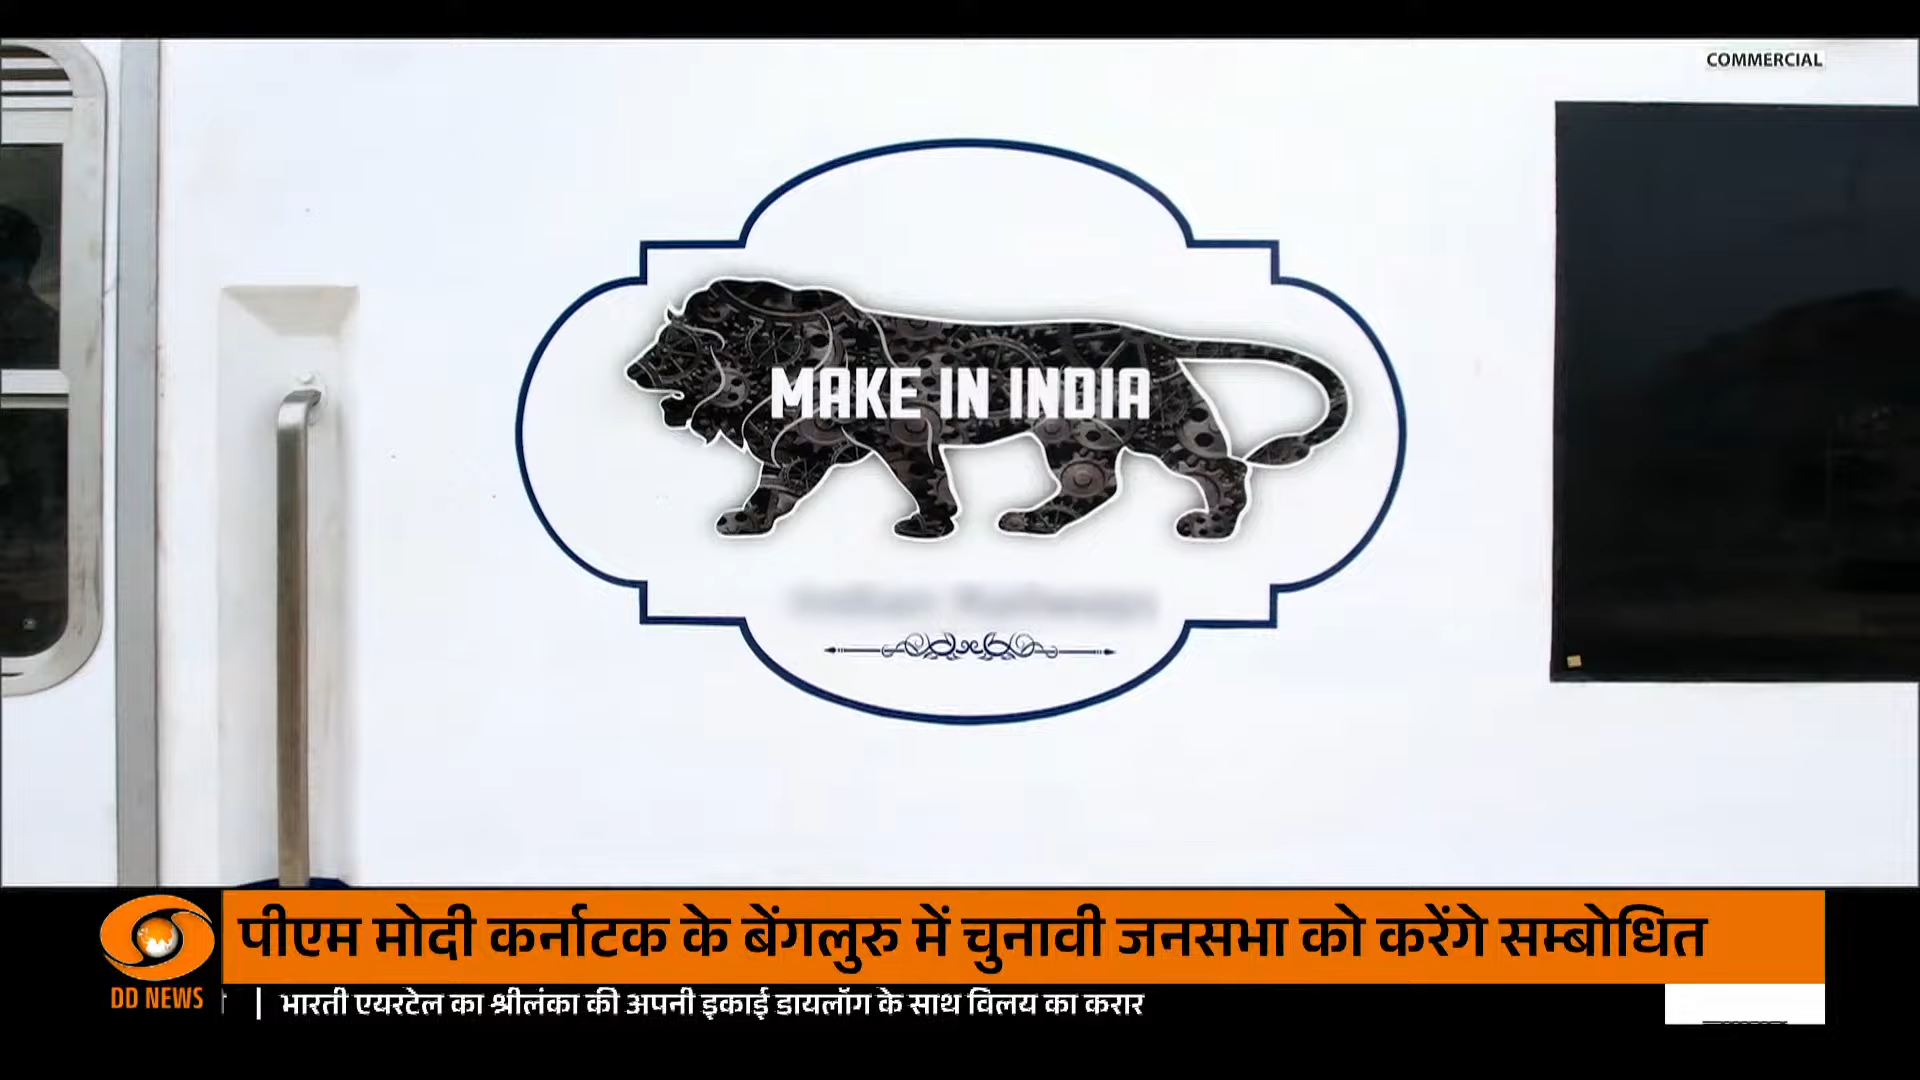 COMMERCIAL
MAKE IN INDIA
पीएम मोदी कर्नाटक के बेंगलुरु में चुनावी जनसभा को करेंगे सम्बोधित
DD NEWS
| भारती एयरटेल का श्रीलंका की अपनी इकाई डायलॉग के साथ विलय का करार